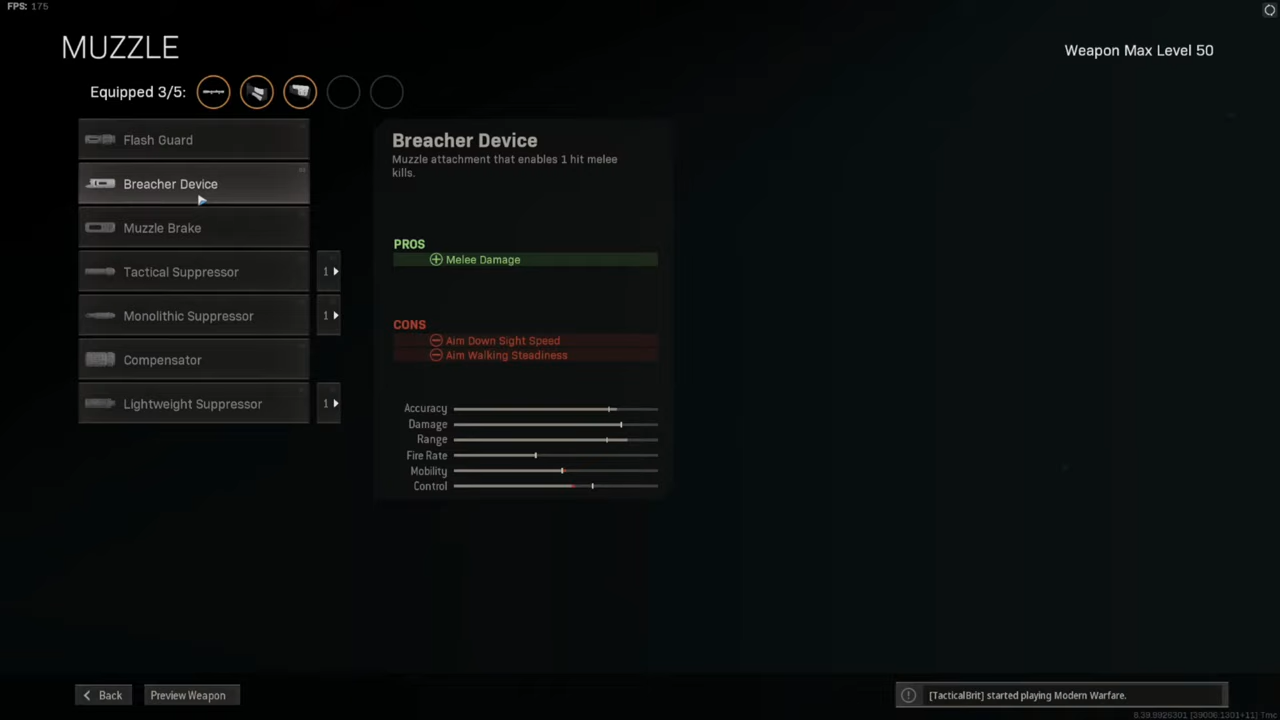 FPS: 175
MUZZLE
Weapon Max Level 50
Equipped 3/5:
Flash Guard
Breacher Device
Muzzle Brake
Tactical Suppressor 1
Monolithic Suppressor 1
Compensator
Lightweight Suppressor 1
Breacher Device
Muzzle attachment that enables 1 hit melee
kills.
PROS
Melee Damage
CONS
Aim Down Sight Speed
Aim Walking Steadiness
Accuracy
Damage
Range
Fire Rate
Mobility
Control
Back
Preview Weapon
[TacticalBrit] started playing Modern Warfare.